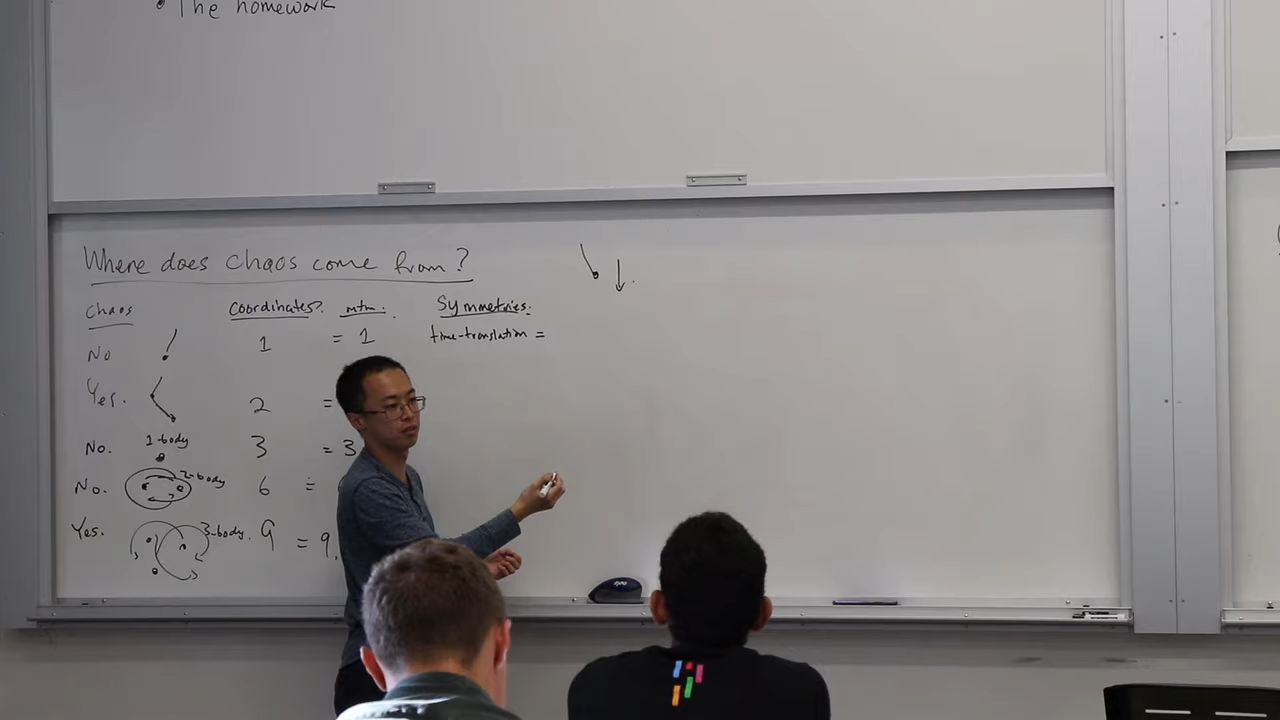 • The homework
Where does chaos come from?
Chaos Coordinates? mtm. Symmetries.
No 1 = 1 time-translation =
Yes. 2 =
No. 1-body 3 = 3
No. 2-body 6 =
Yes. 3-body. 9 = 9.
expo